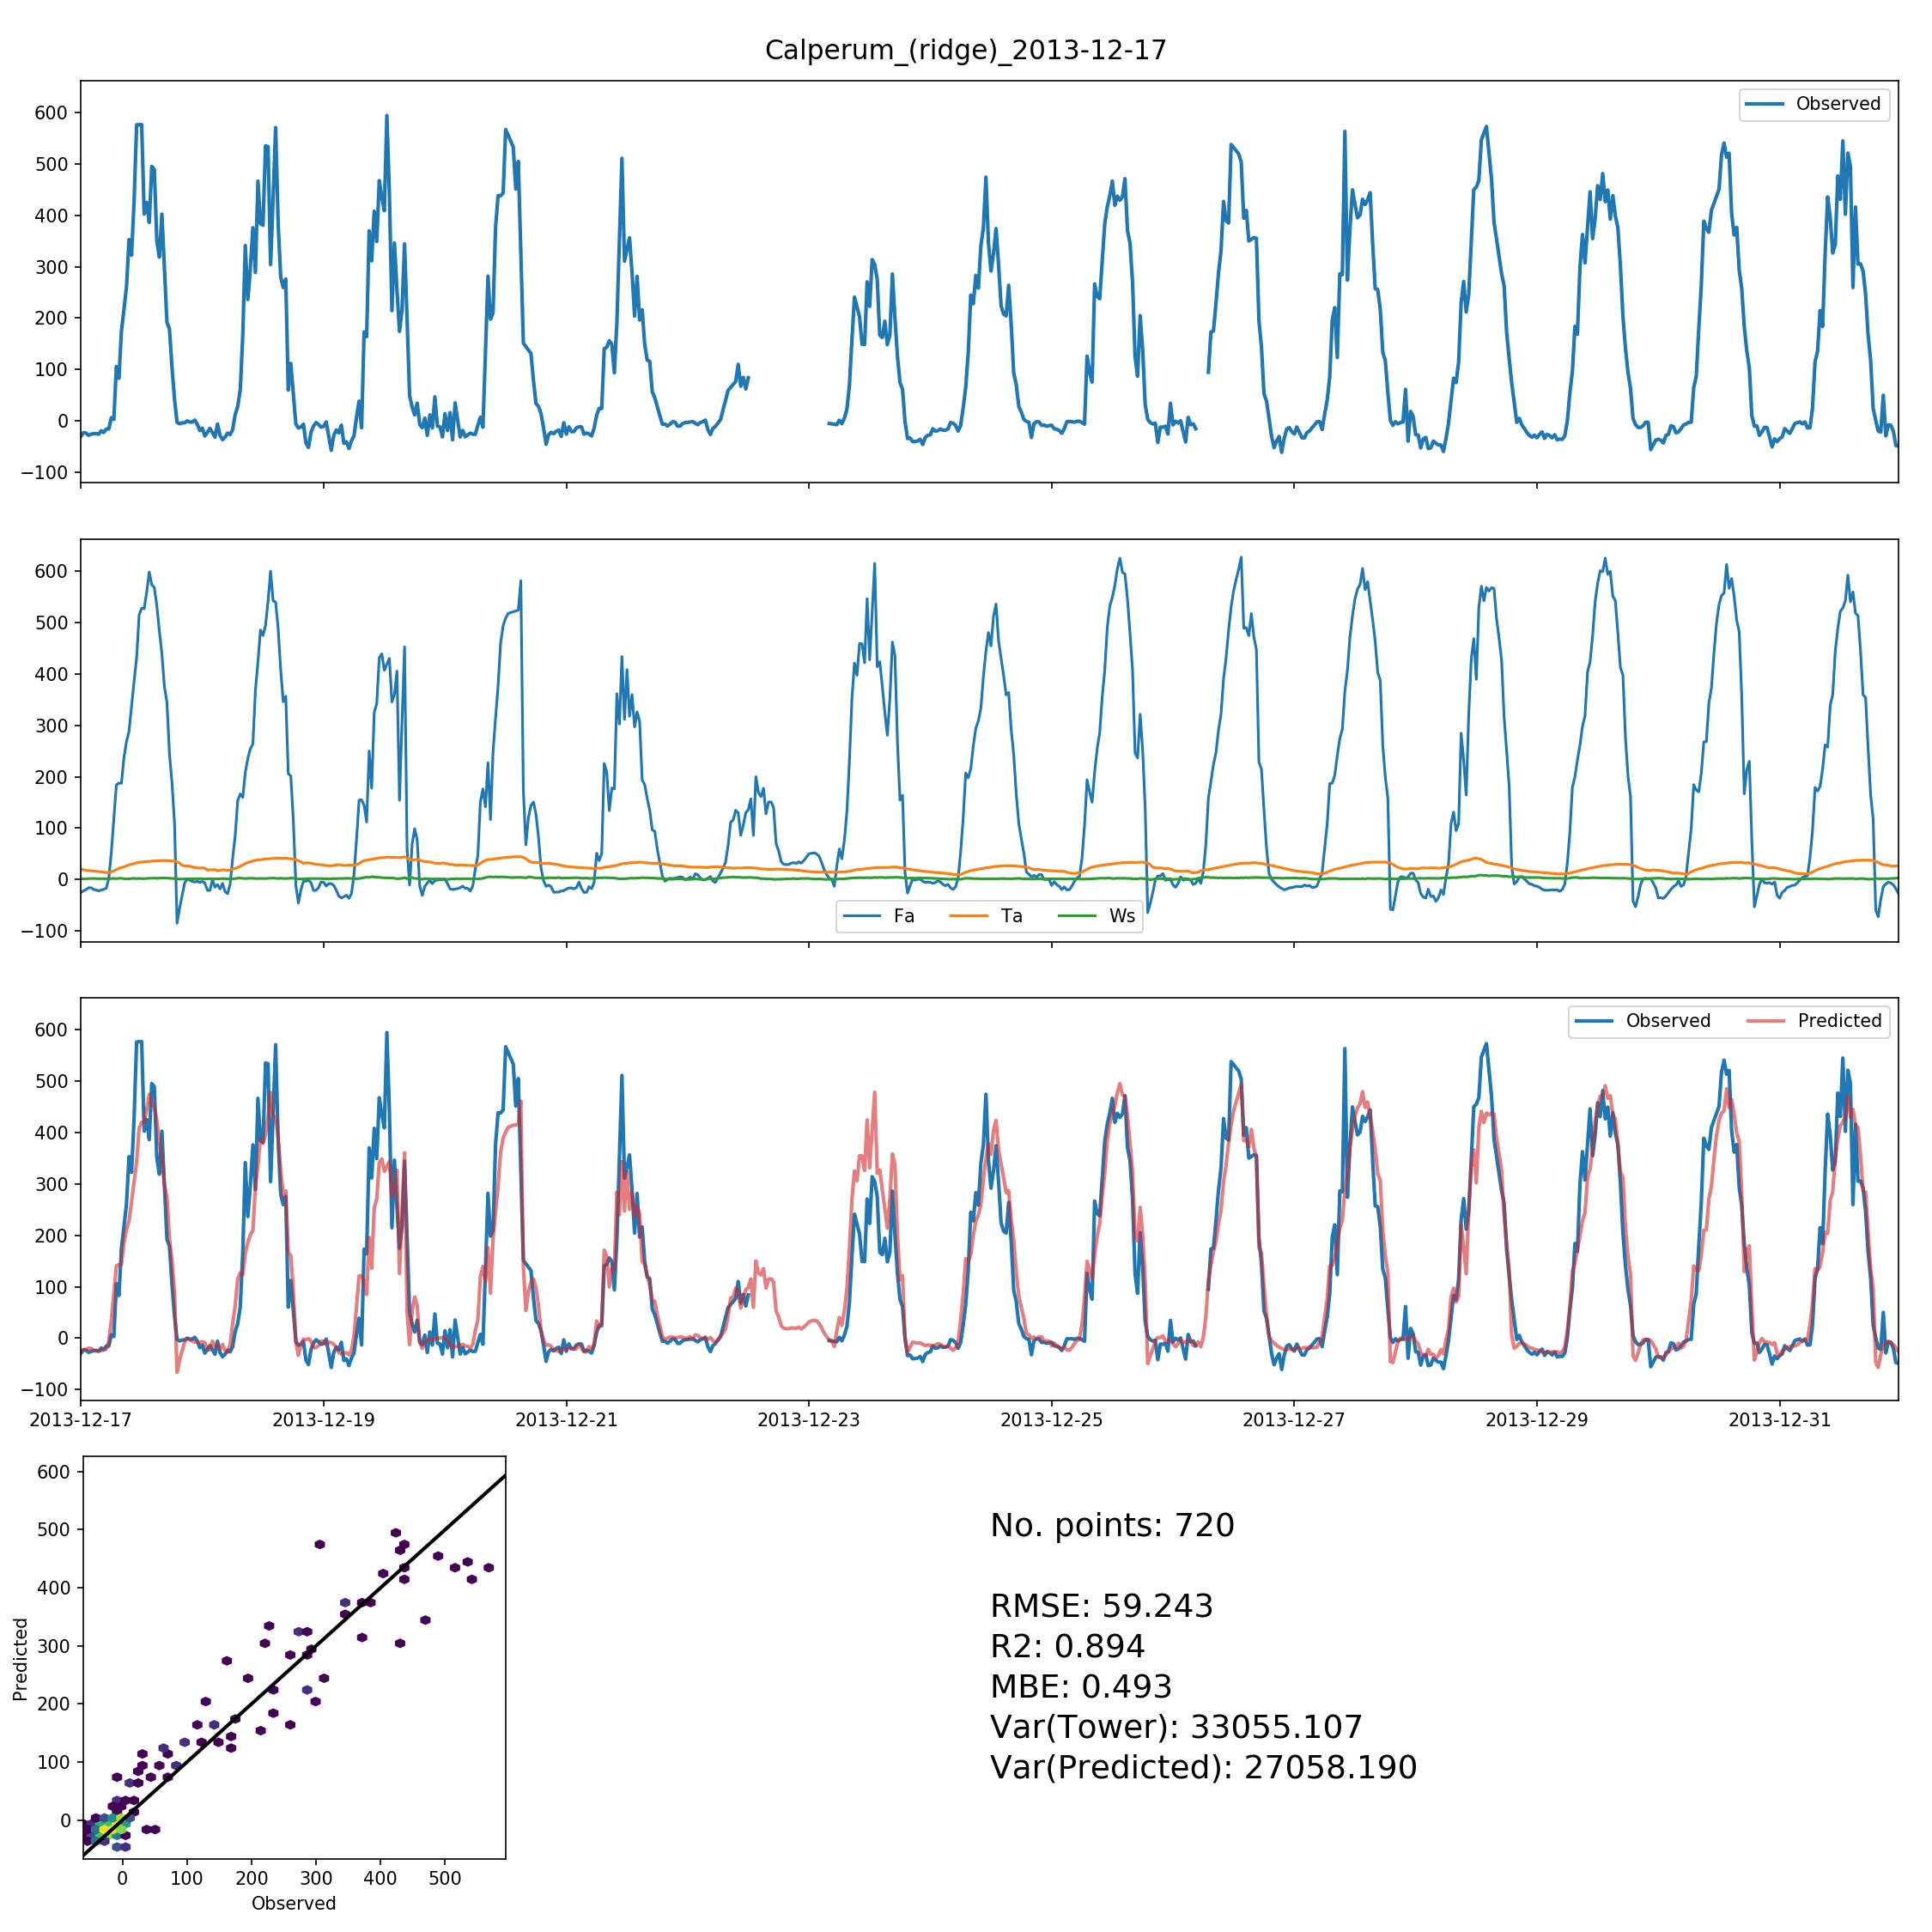 Calperum_(ridge)_2013-12-17
600
500
400
300
200
100
0
−100
Observed
600
500
400
300
200
100
0
−100
Fa Ta Ws
600
500
400
300
200
100
0
−100
Observed Predicted
2013-12-17 2013-12-19 2013-12-21 2013-12-23 2013-12-25 2013-12-27 2013-12-29 2013-12-31
600
500
400
300
200
100
0
Predicted
0 100 200 300 400 500
Observed
No. points: 720
RMSE: 59.243
R2: 0.894
MBE: 0.493
Var(Tower): 33055.107
Var(Predicted): 27058.190